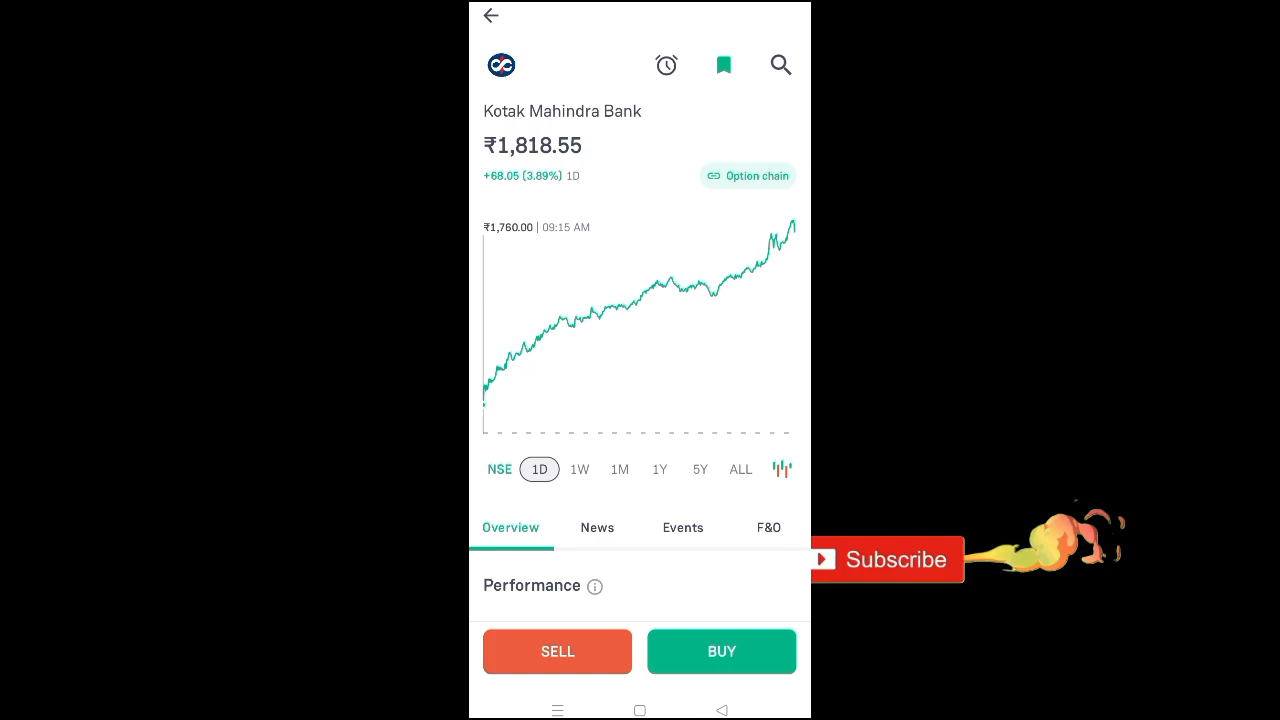 Kotak Mahindra Bank
₹1,818.55
+68.05 (3.89%) 1D
Option chain
₹1,760.00 | 09:15 AM
NSE 1D 1W 1M 1Y 5Y ALL
Overview News Events F&O
Subscribe
Performance
SELL BUY